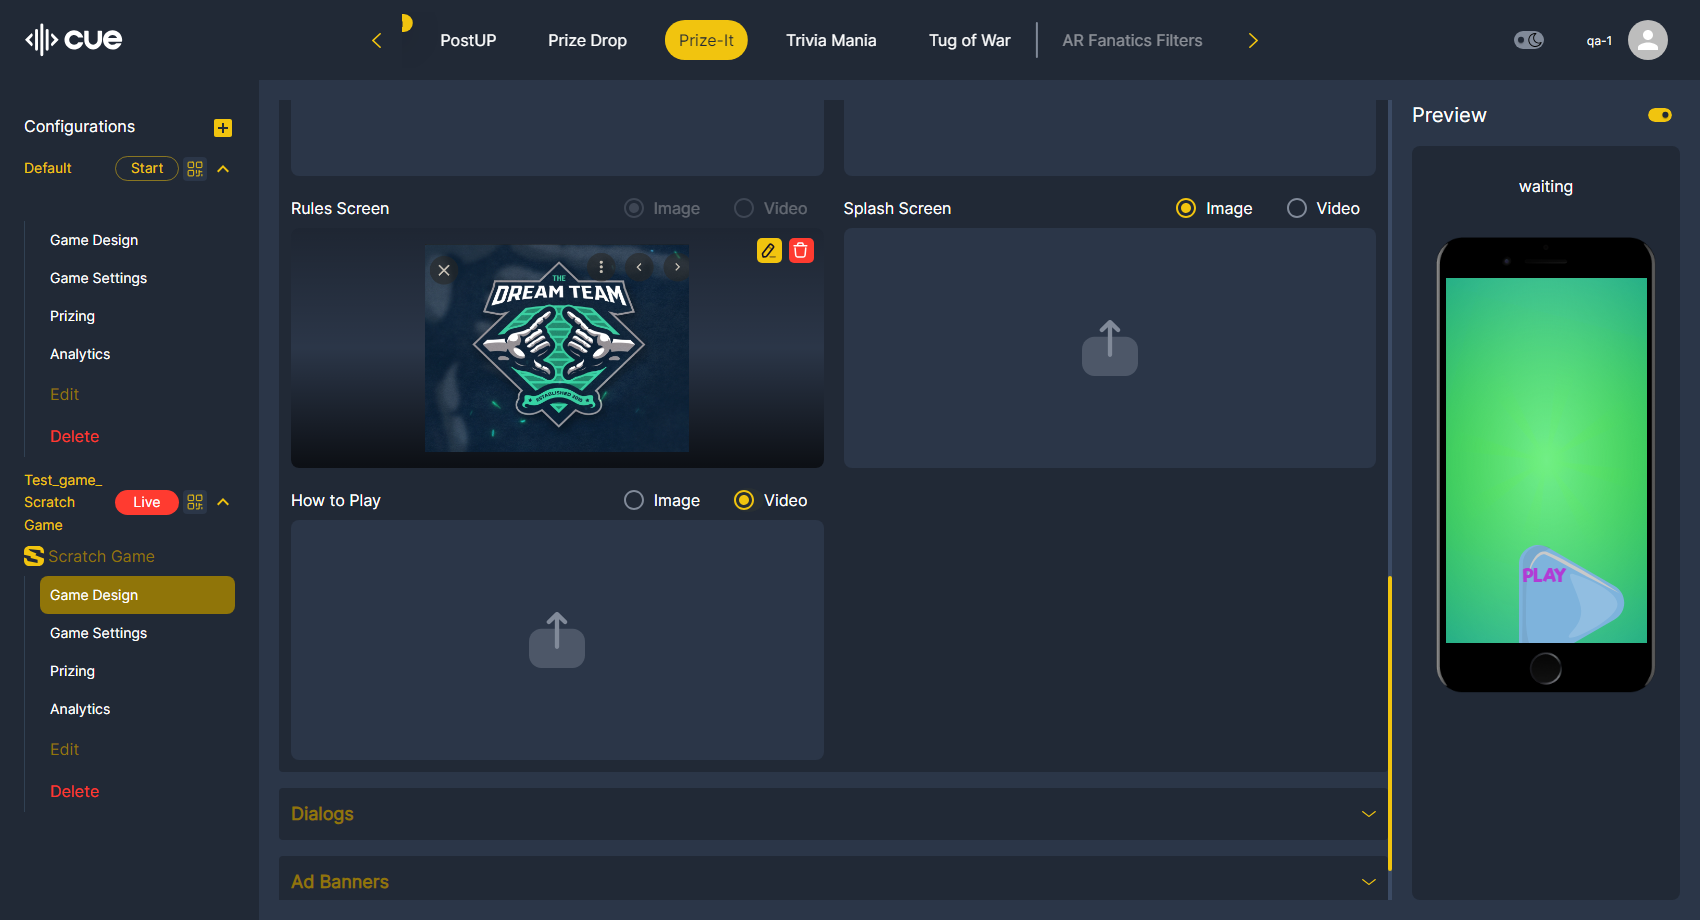 cue
PostUP
Prize Drop
Prize-It
Trivia Mania
Tug of War
AR Fanatics Filters
qa-1
Configurations
Default
Start
Game Design
Game Settings
Prizing
Analytics
Edit
Delete
Test_game_
Scratch
Game
Live
Scratch Game
Game Design
Game Settings
Prizing
Analytics
Edit
Delete
Rules Screen
Image
Video
THE
DREAM TEAM
ESTABLISHED 2019
Splash Screen
Image
Video
How to Play
Image
Video
Dialogs
Ad Banners
Preview
waiting
PLAY